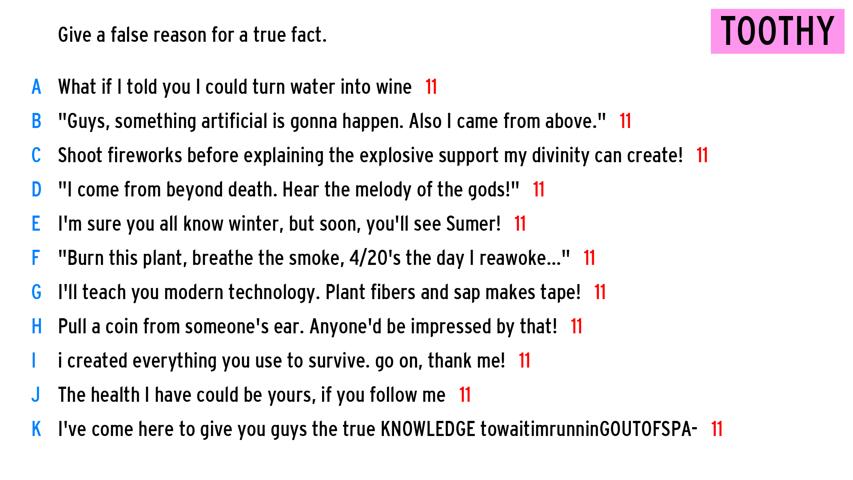 Give a false reason for a true fact.
TOOTHY
A What if I told you I could turn water into wine 11
B "Guys, something artificial is gonna happen. Also I came from above." 11
C Shoot fireworks before explaining the explosive support my divinity can create! 11
D "I come from beyond death. Hear the melody of the gods!" 11
E I'm sure you all know winter, but soon, you'll see Sumer! 11
F "Burn this plant, breathe the smoke, 4/20's the day I reawoke..." 11
G I'll teach you modern technology. Plant fibers and sap makes tape! 11
H Pull a coin from someone's ear. Anyone'd be impressed by that! 11
I i created everything you use to survive. go on, thank me! 11
J The health I have could be yours, if you follow me 11
K I've come here to give you guys the true KNOWLEDGE towaitimrunninGOUTOFSPA- 11